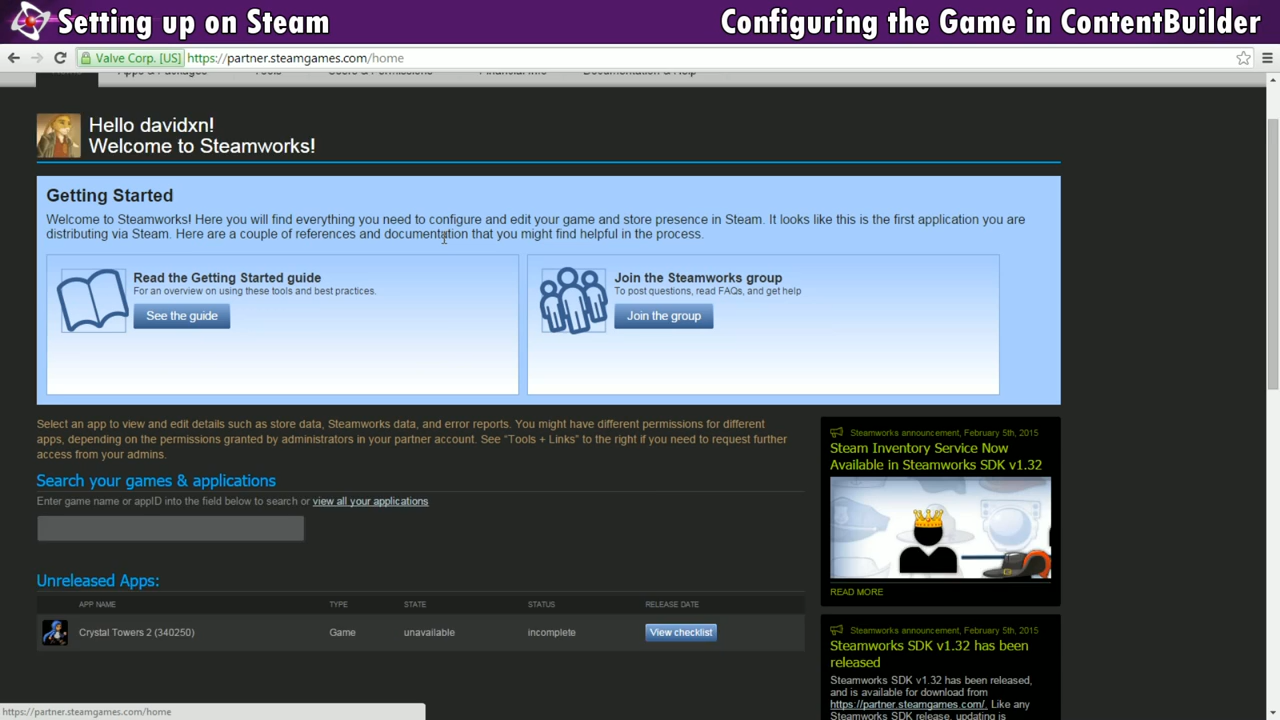 Setting up on Steam
Configuring the Game in ContentBuilder
Valve Corp. [US] https://partner.steamgames.com/home
Hello davidxn!
Welcome to Steamworks!
Getting Started
Welcome to Steamworks! Here you will find everything you need to configure and edit your game and store presence in Steam. It looks like this is the first application you are
distributing via Steam. Here are a couple of references and documentation that you might find helpful in the process.
Read the Getting Started guide
For an overview on using these tools and best practices.
See the guide
Join the Steamworks group
To post questions, read FAQs, and get help
Join the group
Select an app to view and edit details such as store data, Steamworks data, and error reports. You might have different permissions for different
apps, depending on the permissions granted by administrators in your partner account. See “Tools + Links” to the right if you need to request further
access from your admins.
Search your games & applications
Enter game name or appID into the field below to search or view all your applications
Unreleased Apps:
APP NAME TYPE STATE STATUS RELEASE DATE
Crystal Towers 2 (340250) Game unavailable incomplete View checklist
Steamworks announcement, February 5th, 2015
Steam Inventory Service Now
Available in Steamworks SDK v1.32
READ MORE
Steamworks announcement, February 5th, 2015
Steamworks SDK v1.32 has been
released
Steamworks SDK v1.32 has been released,
and is available for download from
https://partner.steamgames.com/. Like any
Steamworks SDK release, updating is
https://partner.steamgames.com/home